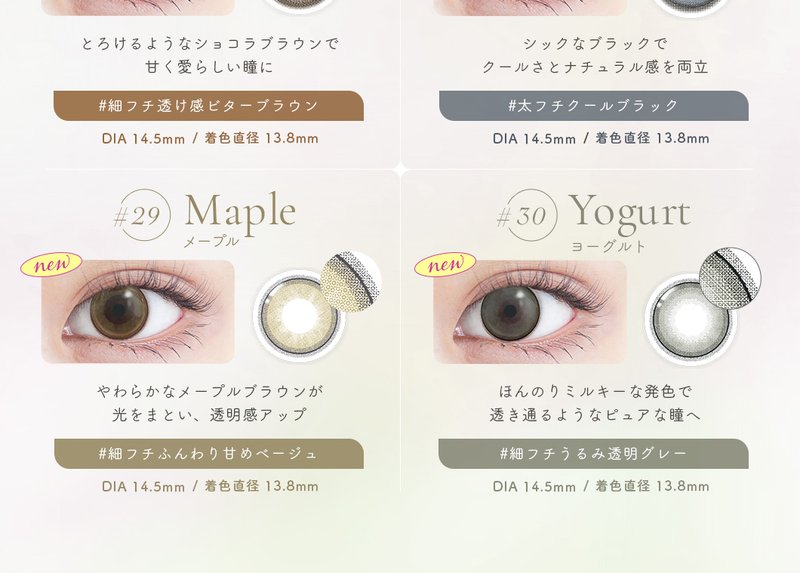 とろけるようなショコラブラウンで
甘く愛らしい瞳に
#細フチ透け感ビターブラウン
DIA 14.5mm / 着色直径 13.8mm
シックなブラックで
クールさとナチュラル感を両立
#太フチクールブラック
DIA 14.5mm / 着色直径 13.8mm
#29 Maple
メープル
new
やわらかなメープルブラウンが
光をまとい、透明感アップ
#細フチふんわり甘めベージュ
DIA 14.5mm / 着色直径 13.8mm
#30 Yogurt
ヨーグルト
new
ほんのりミルキーな発色で
透き通るようなピュアな瞳へ
#細フチうるみ透明グレー
DIA 14.5mm / 着色直径 13.8mm